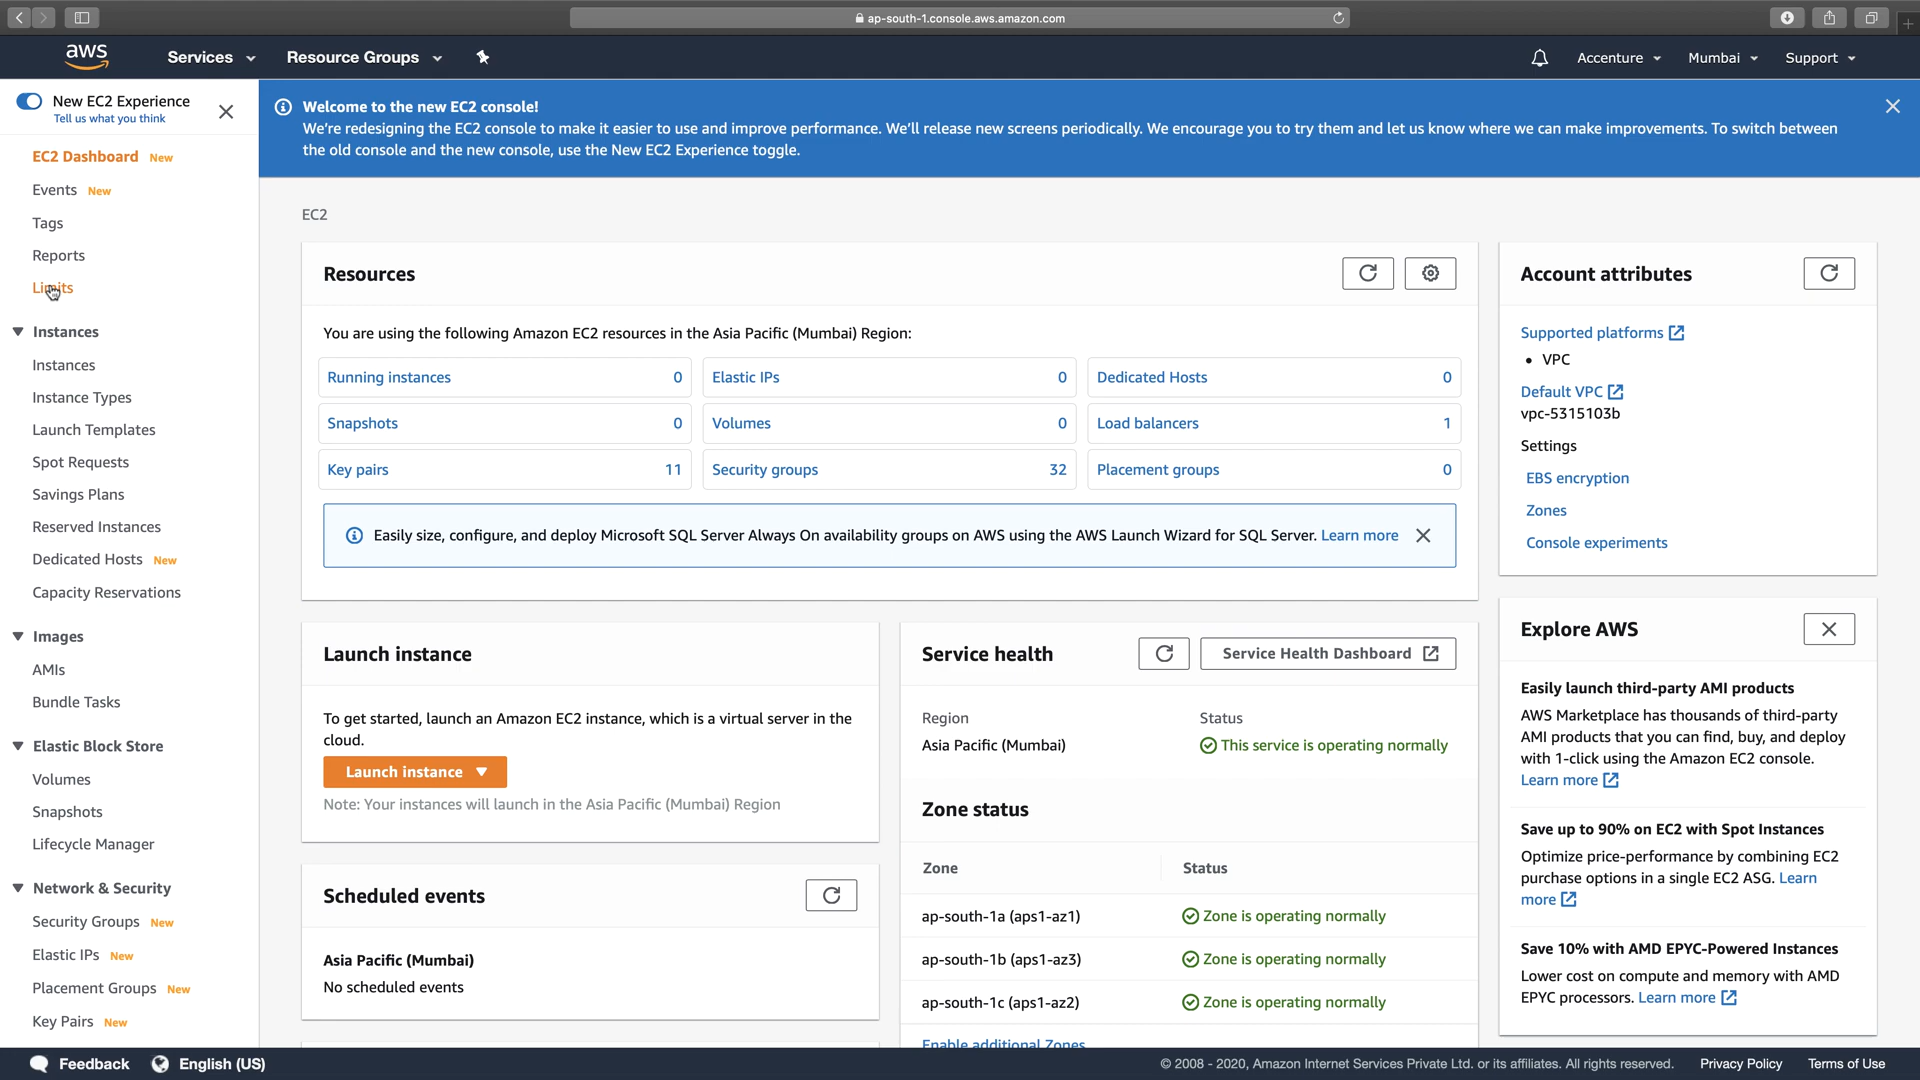 ap-south-1.console.aws.amazon.com
aws
Services
Resource Groups
Accenture
Mumbai
Support
New EC2 Experience
Tell us what you think
EC2 Dashboard New
Events New
Tags
Reports
Limits
Instances
Instances
Instance Types
Launch Templates
Spot Requests
Savings Plans
Reserved Instances
Dedicated Hosts New
Capacity Reservations
Images
AMIs
Bundle Tasks
Elastic Block Store
Volumes
Snapshots
Lifecycle Manager
Network & Security
Security Groups New
Elastic IPs New
Placement Groups New
Key Pairs New
Welcome to the new EC2 console!
We're redesigning the EC2 console to make it easier to use and improve performance. We'll release new screens periodically. We encourage you to try them and let us know where we can make improvements. To switch between
the old console and the new console, use the New EC2 Experience toggle.
EC2
Resources
You are using the following Amazon EC2 resources in the Asia Pacific (Mumbai) Region:
Running instances 0
Elastic IPs 0
Dedicated Hosts 0
Snapshots 0
Volumes 0
Load balancers 1
Key pairs 11
Security groups 32
Placement groups 0
Easily size, configure, and deploy Microsoft SQL Server Always On availability groups on AWS using the AWS Launch Wizard for SQL Server. Learn more
Launch instance
To get started, launch an Amazon EC2 instance, which is a virtual server in the
cloud.
Launch instance
Note: Your instances will launch in the Asia Pacific (Mumbai) Region
Scheduled events
Asia Pacific (Mumbai)
No scheduled events
Service health
Service Health Dashboard
Region
Status
Asia Pacific (Mumbai)
This service is operating normally
Zone status
Zone
Status
ap-south-1a (aps1-az1)
Zone is operating normally
ap-south-1b (aps1-az3)
Zone is operating normally
ap-south-1c (aps1-az2)
Zone is operating normally
Enable additional Zones
Account attributes
Supported platforms
• VPC
Default VPC
vpc-5315103b
Settings
EBS encryption
Zones
Console experiments
Explore AWS
Easily launch third-party AMI products
AWS Marketplace has thousands of third-party
AMI products that you can find, buy, and deploy
with 1-click using the Amazon EC2 console.
Learn more
Save up to 90% on EC2 with Spot Instances
Optimize price-performance by combining EC2
purchase options in a single EC2 ASG. Learn
more
Save 10% with AMD EPYC-Powered Instances
Lower cost on compute and memory with AMD
EPYC processors. Learn more
Feedback
English (US)
© 2008 - 2020, Amazon Internet Services Private Ltd. or its affiliates. All rights reserved.
Privacy Policy
Terms of Use